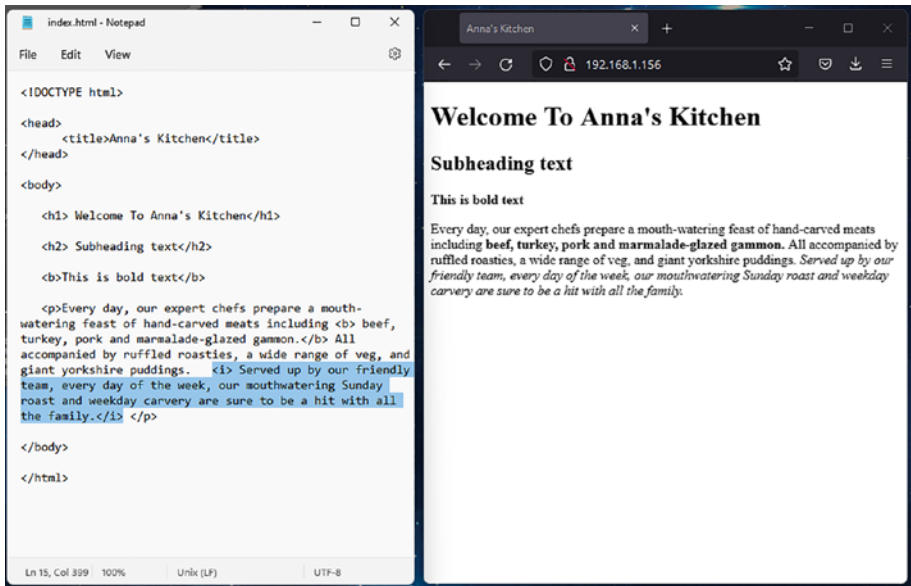 index.html - Notepad
File Edit View
<!DOCTYPE html>
<head>
<title>Anna's Kitchen</title>
</head>
<body>
<h1> Welcome To Anna's Kitchen</h1>
<h2> Subheading text</h2>
<b>This is bold text</b>
<p>Every day, our expert chefs prepare a mouth-
watering feast of hand-carved meats including <b> beef,
turkey, pork and marmalade-glazed gammon.</b> All
accompanied by ruffled roasties, a wide range of veg, and
giant yorkshire puddings. <i> Served up by our friendly
team, every day of the week, our mouthwatering Sunday
roast and weekday carvery are sure to be a hit with all
the family.</i> </p>
</body>
</html>
Ln 15, Col 399 100% Unix (LF) UTF-8
Anna's Kitchen
192.168.1.156
Welcome To Anna's Kitchen
Subheading text
This is bold text
Every day, our expert chefs prepare a mouth-watering feast of hand-carved meats
including beef, turkey, pork and marmalade-glazed gammon. All accompanied by
ruffled roasties, a wide range of veg, and giant yorkshire puddings. Served up by our
friendly team, every day of the week, our mouthwatering Sunday roast and weekday
carvery are sure to be a hit with all the family.